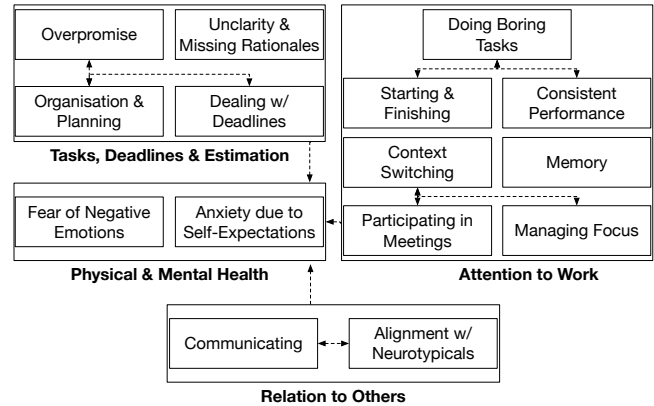 Overpromise
Unclarity &
Missing Rationales
Organisation &
Planning
Dealing w/
Deadlines
Tasks, Deadlines & Estimation
Doing Boring
Tasks
Starting &
Finishing
Consistent
Performance
Context
Switching
Memory
Participating in
Meetings
Managing Focus
Attention to Work
Fear of Negative
Emotions
Anxiety due to
Self-Expectations
Physical & Mental Health
Communicating
Alignment w/
Neurotypicals
Relation to Others